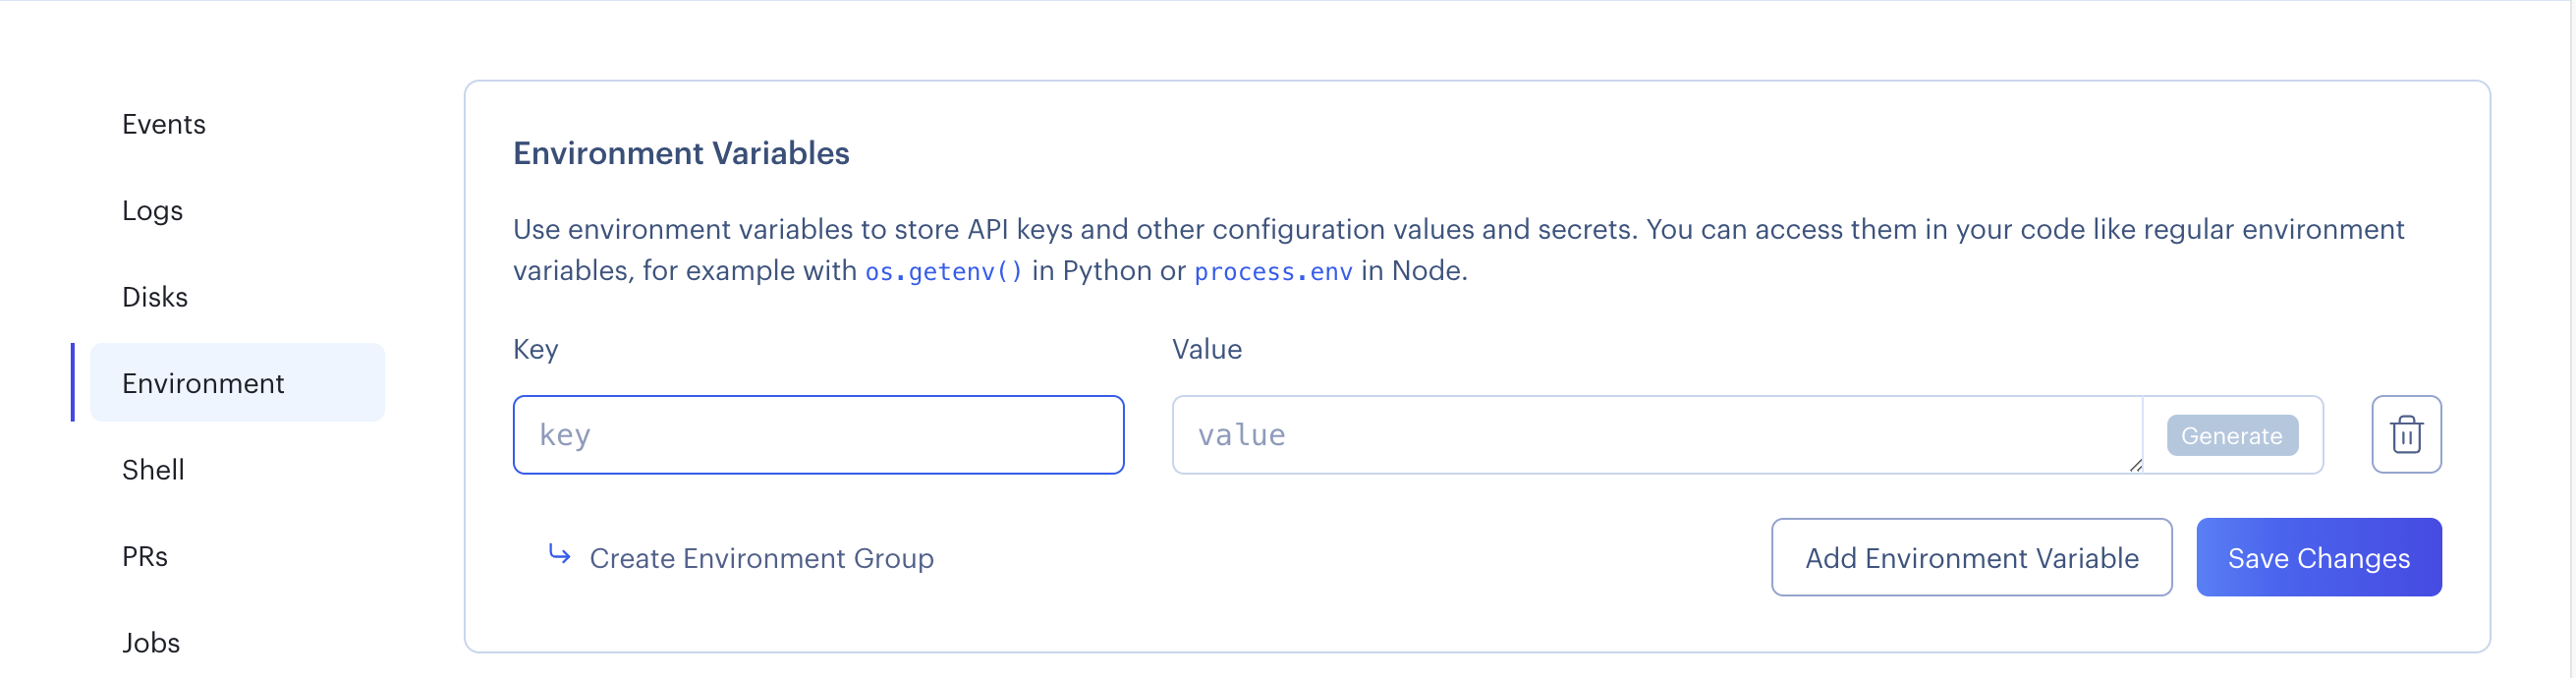 Events
Logs
Disks
Environment
Shell
PRs
Jobs
Environment Variables
Use environment variables to store API keys and other configuration values and secrets. You can access them in your code like regular environment
variables, for example with os.getenv() in Python or process.env in Node.
Key
Value
key
value
Generate
Create Environment Group
Add Environment Variable
Save Changes